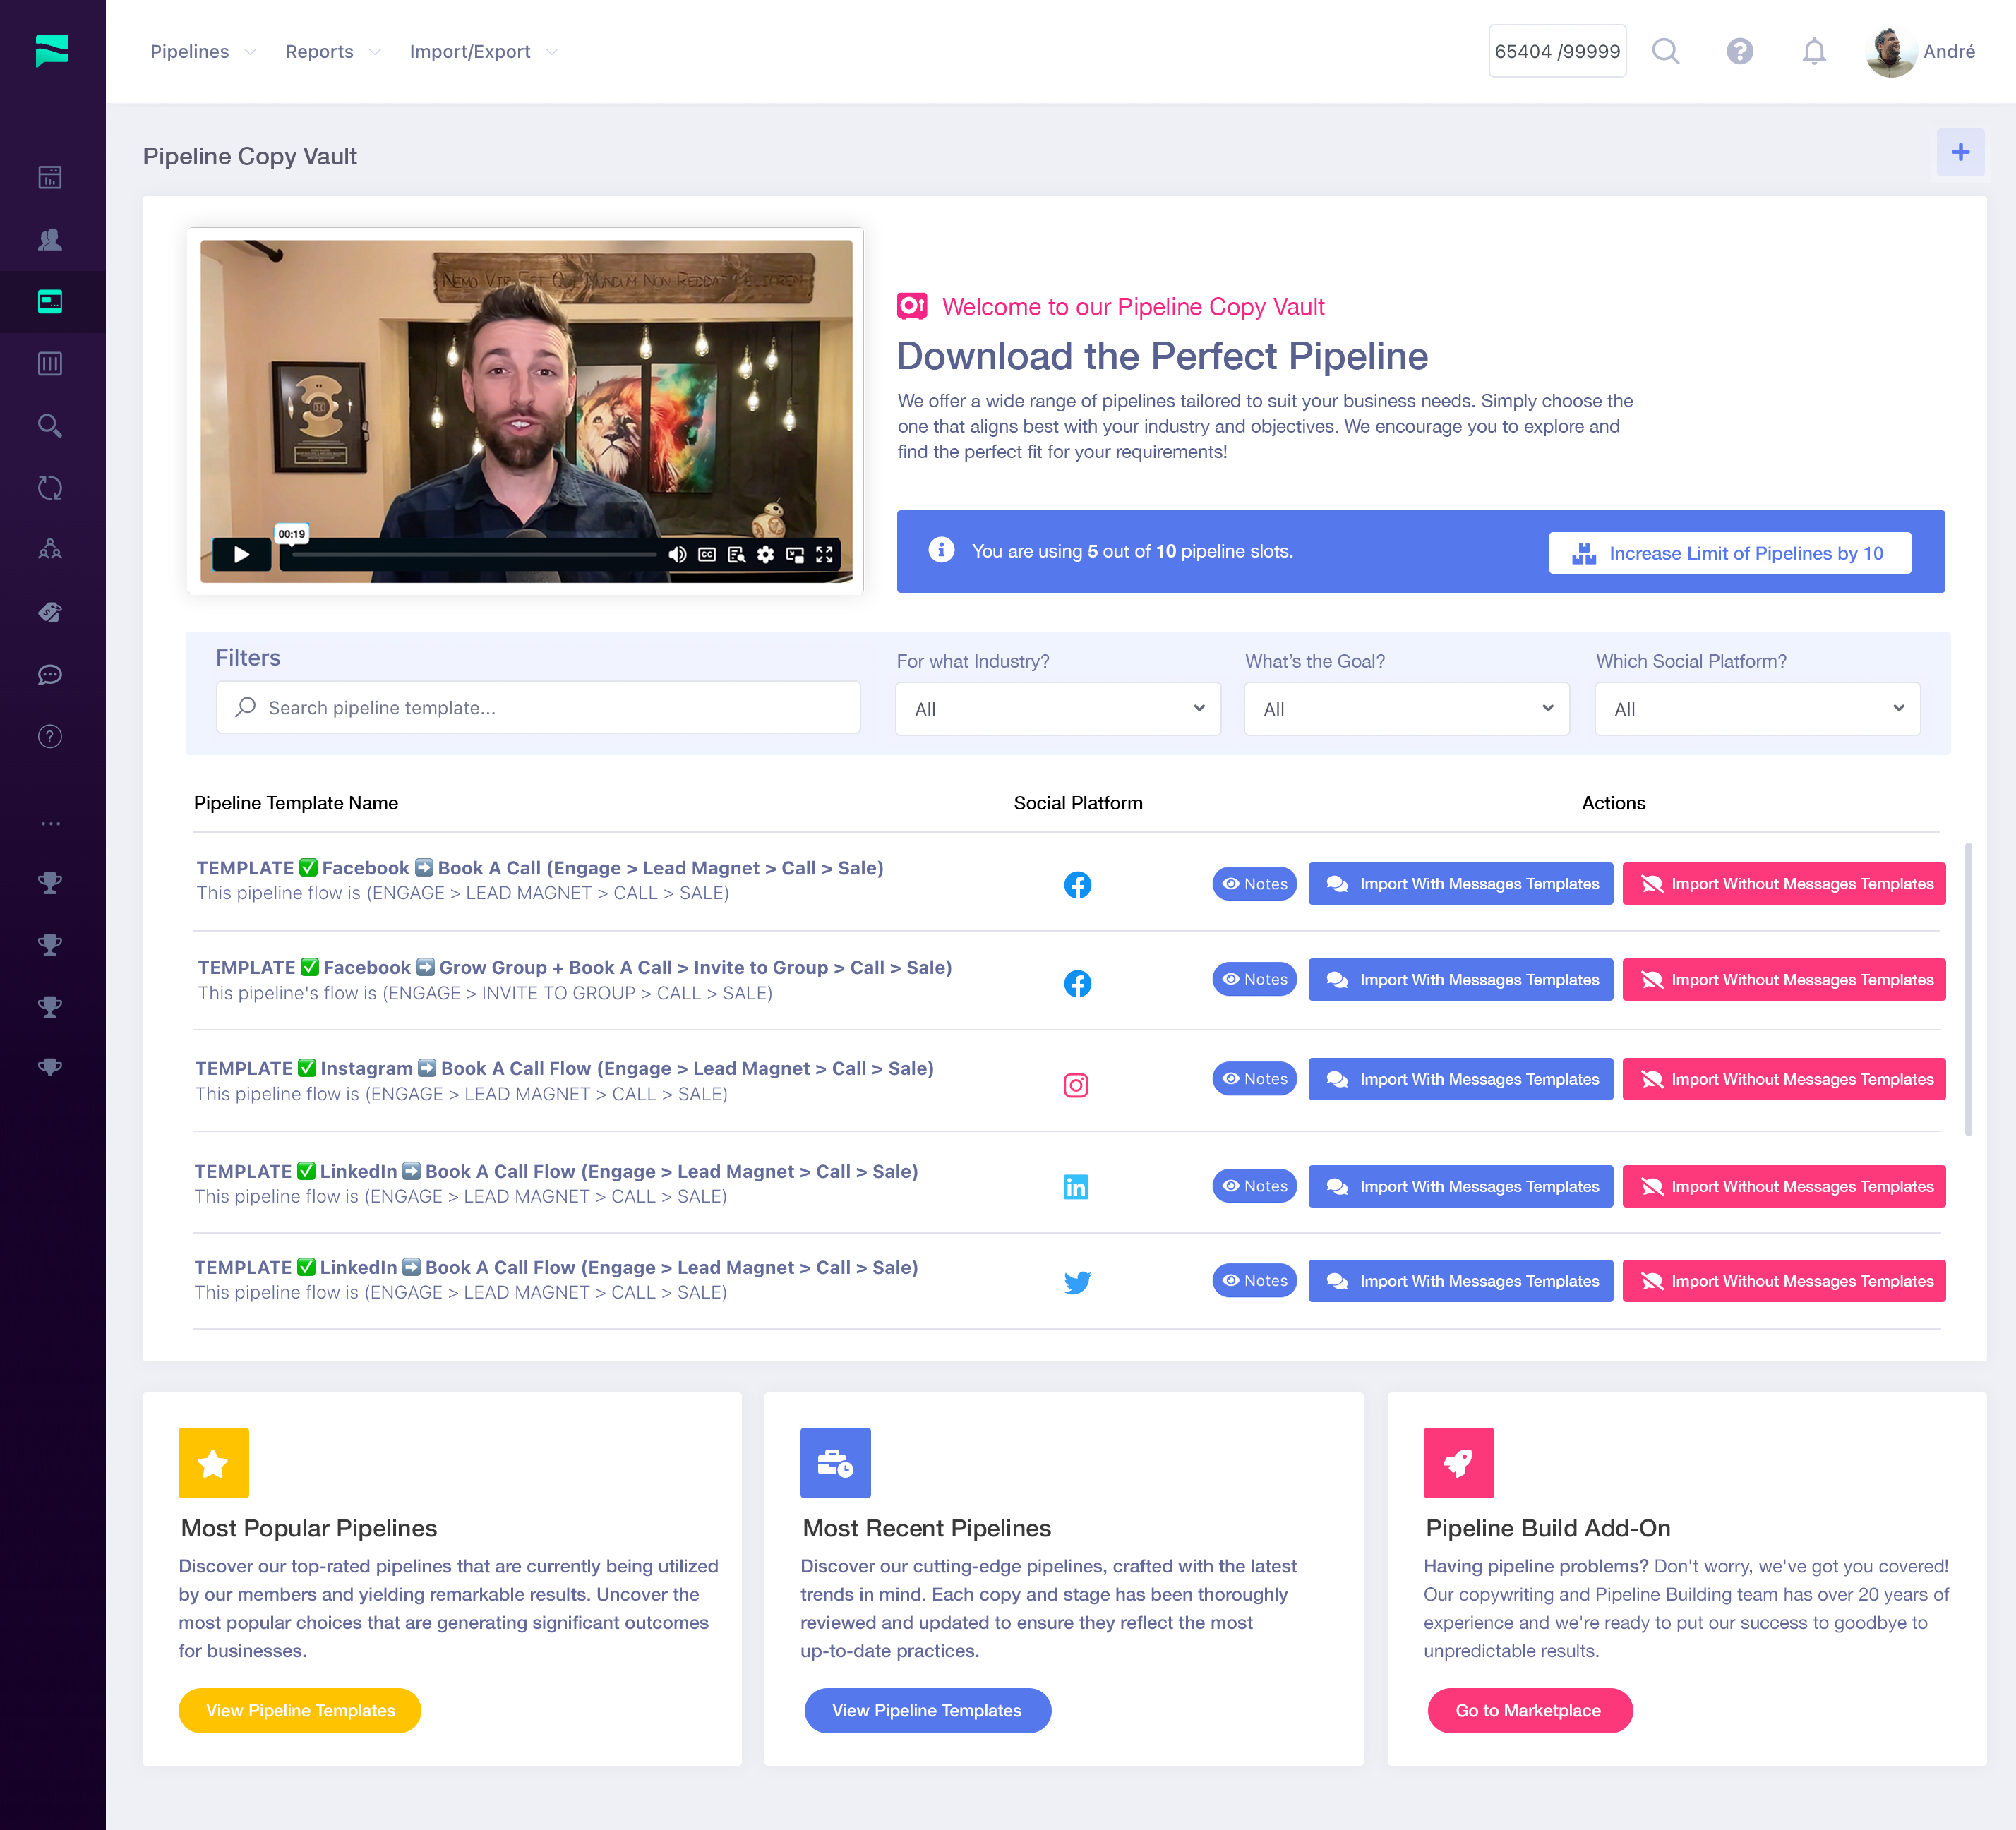 Pipelines
Reports
Import/Export
65404 /99999
André
Pipeline Copy Vault
00:19
CC
Welcome to our Pipeline Copy Vault
Download the Perfect Pipeline
We offer a wide range of pipelines tailored to suit your business needs. Simply choose the
one that aligns best with your industry and objectives. We encourage you to explore and
find the perfect fit for your requirements!
You are using 5 out of 10 pipeline slots.
Increase Limit of Pipelines by 10
Filters
Search pipeline template...
For what Industry?
All
What's the Goal?
All
Which Social Platform?
All
Pipeline Template Name
Social Platform
Actions
TEMPLATE ✅ Facebook ➡️ Book A Call (Engage > Lead Magnet > Call > Sale)
This pipeline flow is (ENGAGE > LEAD MAGNET > CALL > SALE)
Notes
Import With Messages Templates
Import Without Messages Templates
TEMPLATE ✅ Facebook ➡️ Grow Group + Book A Call > Invite to Group > Call > Sale)
This pipeline's flow is (ENGAGE > INVITE TO GROUP > CALL > SALE)
Notes
Import With Messages Templates
Import Without Messages Templates
TEMPLATE ✅ Instagram ➡️ Book A Call Flow (Engage > Lead Magnet > Call > Sale)
This pipeline flow is (ENGAGE > LEAD MAGNET > CALL > SALE)
Notes
Import With Messages Templates
Import Without Messages Templates
TEMPLATE ✅ LinkedIn ➡️ Book A Call Flow (Engage > Lead Magnet > Call > Sale)
This pipeline flow is (ENGAGE > LEAD MAGNET > CALL > SALE)
in
Notes
Import With Messages Templates
Import Without Messages Templates
TEMPLATE ✅ LinkedIn ➡️ Book A Call Flow (Engage > Lead Magnet > Call > Sale)
This pipeline flow is (ENGAGE > LEAD MAGNET > CALL > SALE)
Notes
Import With Messages Templates
Import Without Messages Templates
Most Popular Pipelines
Discover our top-rated pipelines that are currently being utilized
by our members and yielding remarkable results. Uncover the
most popular choices that are generating significant outcomes
for businesses.
View Pipeline Templates
Most Recent Pipelines
Discover our cutting-edge pipelines, crafted with the latest
trends in mind. Each copy and stage has been thoroughly
reviewed and updated to ensure they reflect the most
up-to-date practices.
View Pipeline Templates
Pipeline Build Add-On
Having pipeline problems? Don't worry, we've got you covered!
Our copywriting and Pipeline Building team has over 20 years of
experience and we're ready to put our success to goodbye to
unpredictable results.
Go to Marketplace